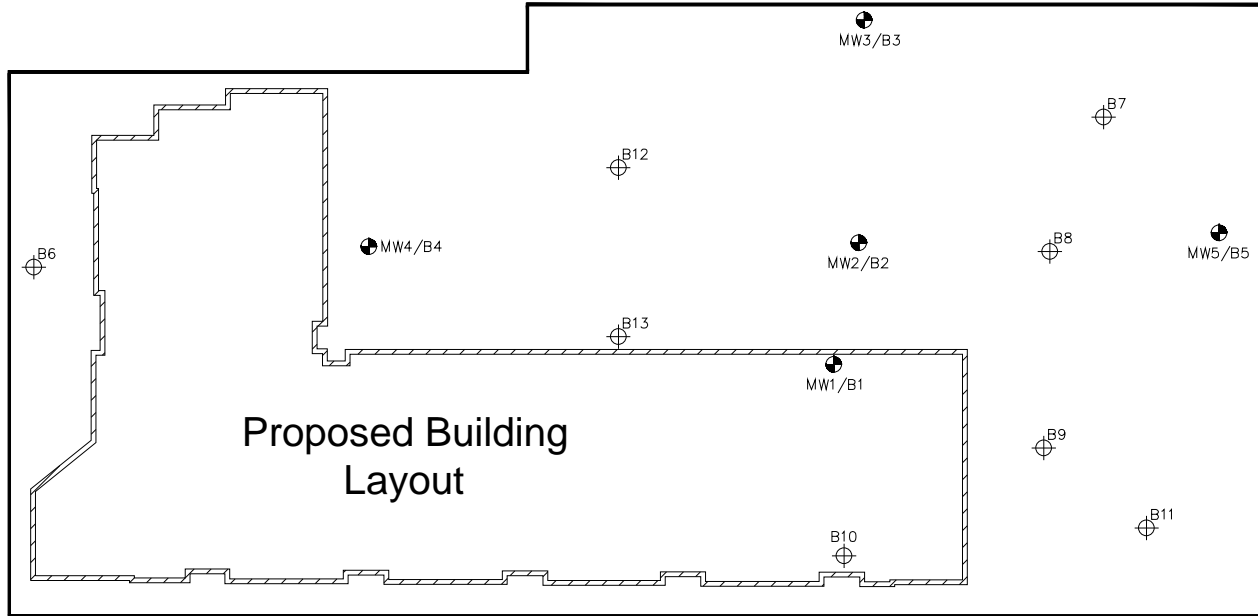 MW3/B3
B7
B12
B6
MW4/B4
MW2/B2
B8
MW5/B5
B13
MW1/B1
Proposed Building
Layout
B9
B11
B10